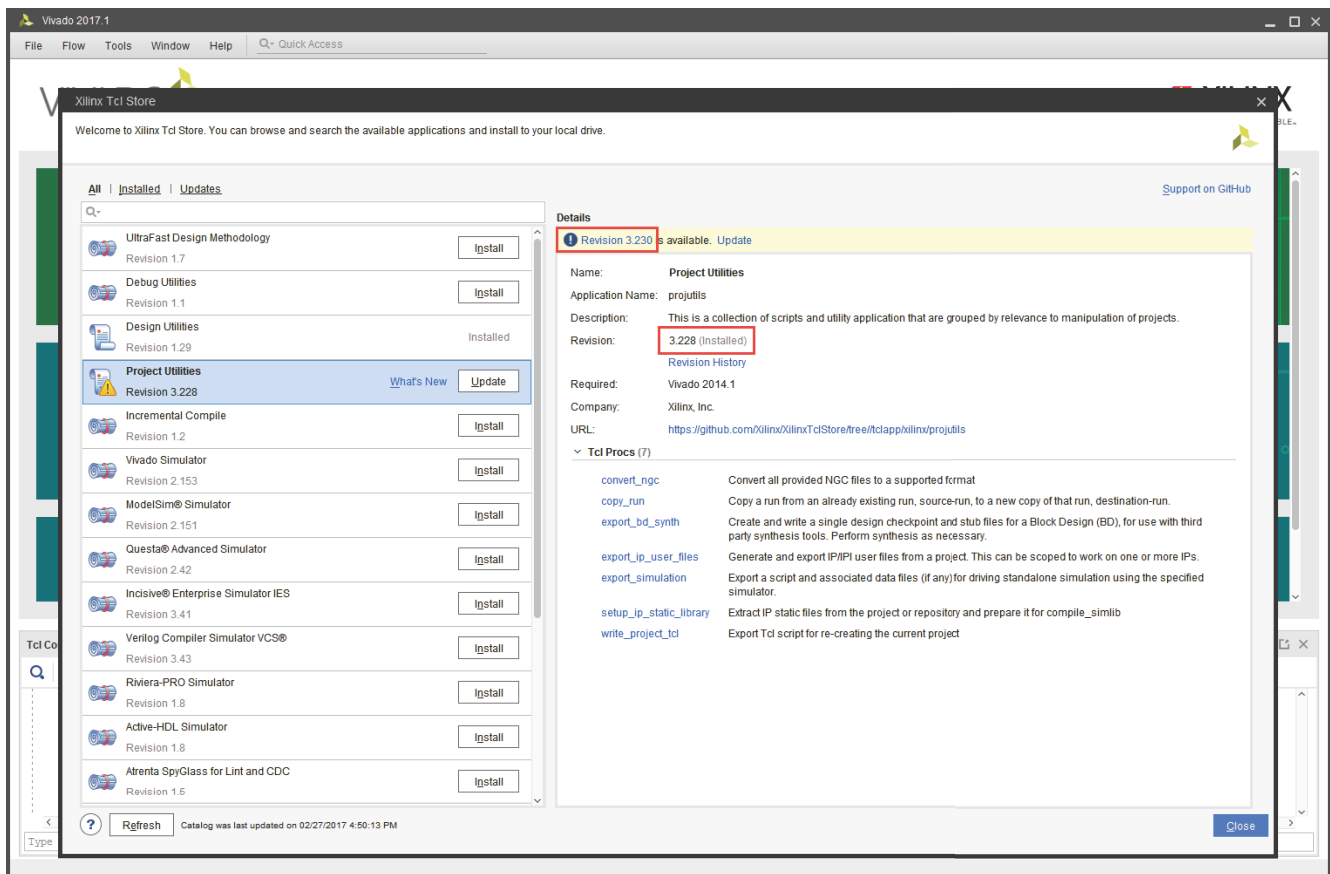 Vivado 2017.1
File Flow Tools Window Help Quick Access
Xilinx Tcl Store
Welcome to Xilinx Tcl Store. You can browse and search the available applications and install to your local drive.
All | Installed | Updates
Support on GitHub
UltraFast Design Methodology
Revision 1.7
Install
Debug Utilities
Revision 1.1
Install
Design Utilities
Revision 1.29
Installed
Project Utilities
Revision 3.228
What's New
Update
Incremental Compile
Revision 1.2
Install
Vivado Simulator
Revision 2.153
Install
ModelSim® Simulator
Revision 2.151
Install
Questa® Advanced Simulator
Revision 2.42
Install
Incisive® Enterprise Simulator IES
Revision 3.41
Install
Verilog Compiler Simulator VCS®
Revision 3.43
Install
Riviera-PRO Simulator
Revision 1.8
Install
Active-HDL Simulator
Revision 1.8
Install
Atrenta SpyGlass for Lint and CDC
Revision 1.5
Install
Details
Revision 3.230 is available. Update
Name: Project Utilities
Application Name: projutils
Description: This is a collection of scripts and utility application that are grouped by relevance to manipulation of projects.
Revision: 3.228 (Installed)
Revision History
Required: Vivado 2014.1
Company: Xilinx, Inc.
URL: https://github.com/Xilinx/XilinxTclStore/tree//tclapp/xilinx/projutils
Tcl Procs (7)
convert_ngc Convert all provided NGC files to a supported format
copy_run Copy a run from an already existing run, source-run, to a new copy of that run, destination-run.
export_bd_synth Create and write a single design checkpoint and stub files for a Block Design (BD), for use with third
party synthesis tools. Perform synthesis as necessary.
export_ip_user_files Generate and export IP/IPI user files from a project. This can be scoped to work on one or more IPs.
export_simulation Export a script and associated data files (if any)for driving standalone simulation using the specified
simulator.
setup_ip_static_library Extract IP static files from the project or repository and prepare it for compile_simlib
write_project_tcl Export Tcl script for re-creating the current project
Tcl Co
? Refresh Catalog was last updated on 02/27/2017 4:50:13 PM
Close
Type